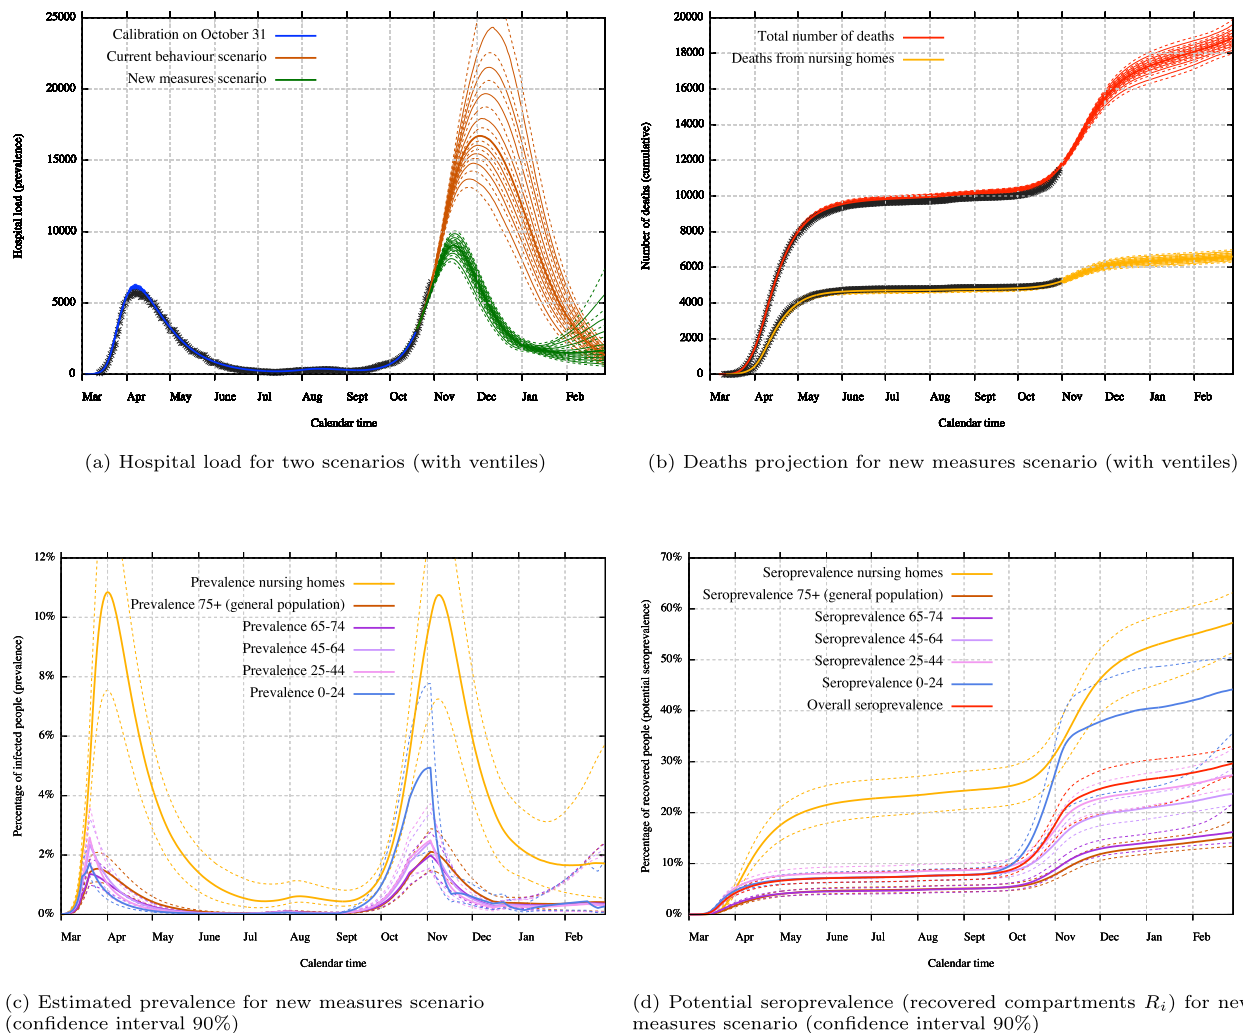 25000
20000
15000
10000
5000
0
Hospital load (prevalence)
Calibration on October 31
Current behaviour scenario
New measures scenario
Mar Apr May June Jul Aug Sept Oct Nov Dec Jan Feb
Calendar time
(a) Hospital load for two scenarios (with ventiles)
20000
18000
16000
14000
12000
10000
8000
6000
4000
2000
0
Number of deaths (cumulative)
Total number of deaths
Deaths from nursing homes
Mar Apr May June Jul Aug Sept Oct Nov Dec Jan Feb
Calendar time
(b) Deaths projection for new measures scenario (with ventiles)
12%
10%
8%
6%
4%
2%
0%
Percentage of infected people (prevalence)
Prevalence nursing homes
Prevalence 75+ (general population)
Prevalence 65-74
Prevalence 45-64
Prevalence 25-44
Prevalence 0-24
Mar Apr May June Jul Aug Sept Oct Nov Dec Jan Feb
Calendar time
(c) Estimated prevalence for new measures scenario
(confidence interval 90%)
70%
60%
50%
40%
30%
20%
10%
0%
Percentage of recovered people (potential seroprevalence)
Seroprevalence nursing homes
Seroprevalence 75+ (general population)
Seroprevalence 65-74
Seroprevalence 45-64
Seroprevalence 25-44
Seroprevalence 0-24
Overall seroprevalence
Mar Apr May June Jul Aug Sept Oct Nov Dec Jan Feb
Calendar time
(d) Potential seroprevalence (recovered compartments Ri) for new
measures scenario (confidence interval 90%)